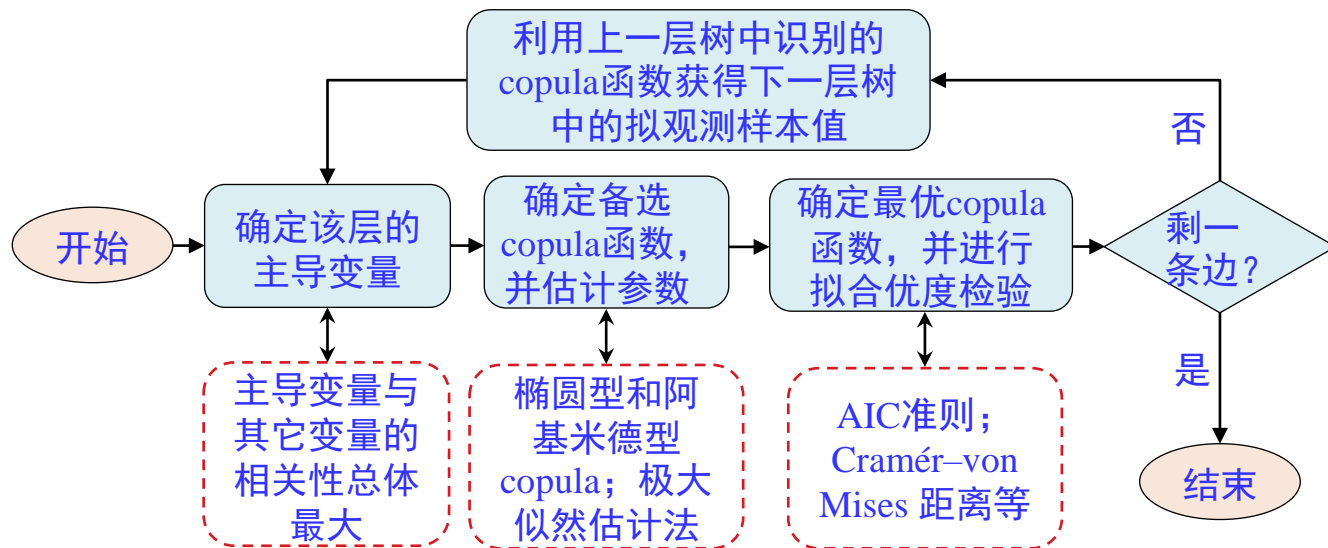 利用上一层树中识别的
copula函数获得下一层树
中的拟观测样本值
否
开始
确定该层的
主导变量
确定备选
copula函数，
并估计参数
确定最优copula
函数，并进行
拟合优度检验
剩一
条边？
是
主导变量与
其它变量的
相关性总体
最大
椭圆型和阿
基米德型
copula；极大
似然估计法
AIC准则；
Cramér–von
Mises 距离等
结束